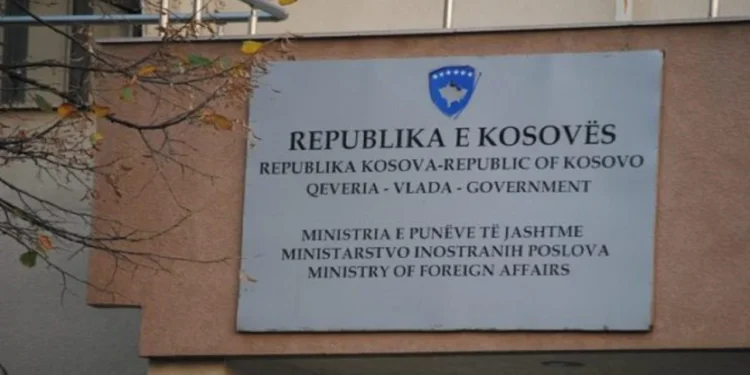 REPUBLIKA E KOSOVËS
REPUBLIKA KOSOVA-REPUBLIC OF KOSOVO
QEVERIA - VLADA - GOVERNMENT
MINISTRIA E PUNËVE TË JASHTME
MINISTARSTVO INOSTRANIH POSLOVA
MINISTRY OF FOREIGN AFFAIRS